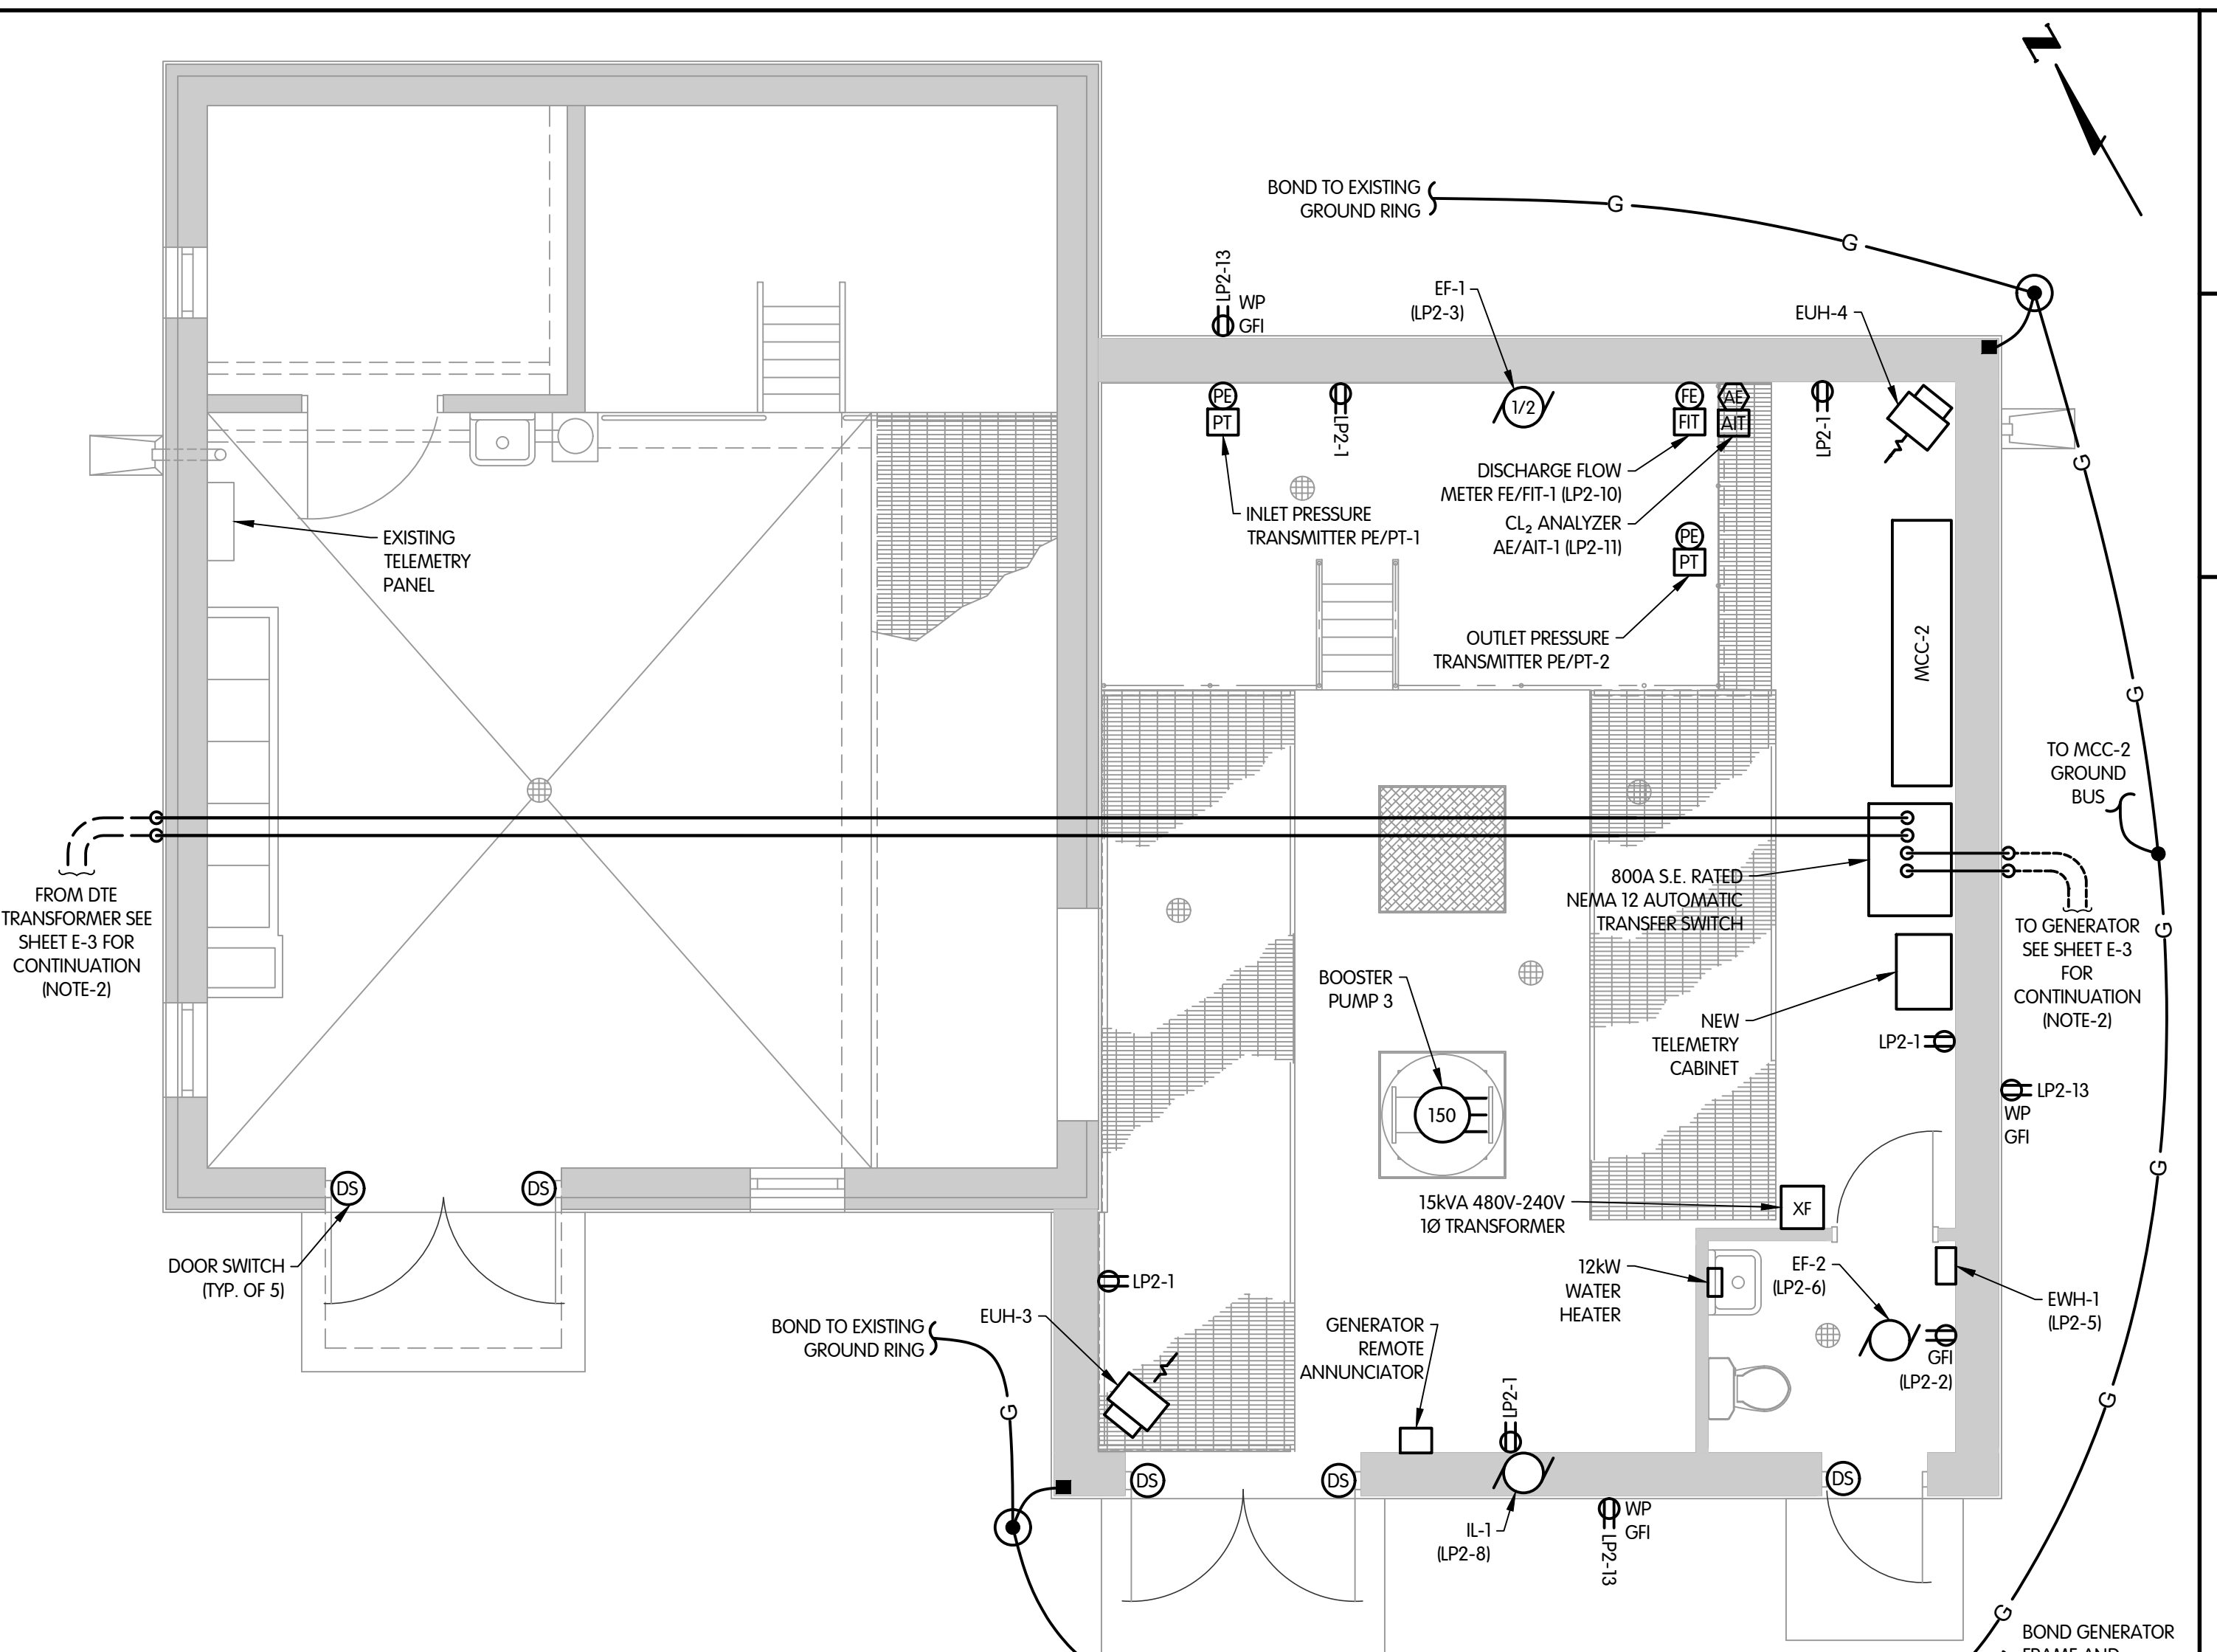 N
BOND TO EXISTING
GROUND RING
G
G
LP2-13
WP
GFI
EF-1
(LP2-3)
EUH-4
PE
PT
LP2-1
1/2
FE
FIT
AE
AIT
LP2-1
G
DISCHARGE FLOW
METER FE/FIT-1 (LP2-10)
INLET PRESSURE
TRANSMITTER PE/PT-1
CL₂ ANALYZER
AE/AIT-1 (LP2-11)
PE
PT
EXISTING
TELEMETRY
PANEL
OUTLET PRESSURE
TRANSMITTER PE/PT-2
MCC-2
G
TO MCC-2
GROUND
BUS
FROM DTE
TRANSFORMER SEE
SHEET E-3 FOR
CONTINUATION
(NOTE-2)
800A S.E. RATED
NEMA 12 AUTOMATIC
TRANSFER SWITCH
TO GENERATOR
SEE SHEET E-3
FOR
CONTINUATION
(NOTE-2)
G
BOOSTER
PUMP 3
NEW
TELEMETRY
CABINET
LP2-1
LP2-13
WP
GFI
150
G
DS
DS
15kVA 480V-240V
1Ø TRANSFORMER
XF
DOOR SWITCH
(TYP. OF 5)
LP2-1
12kW
WATER
HEATER
EF-2
(LP2-6)
EWH-1
(LP2-5)
EUH-3
BOND TO EXISTING
GROUND RING
GENERATOR
REMOTE
ANNUNCIATOR
GFI
(LP2-2)
G
G
LP2-1
DS
DS
DS
IL-1
(LP2-8)
WP
GFI
LP2-13
G
BOND GENERATOR
FRAME AND